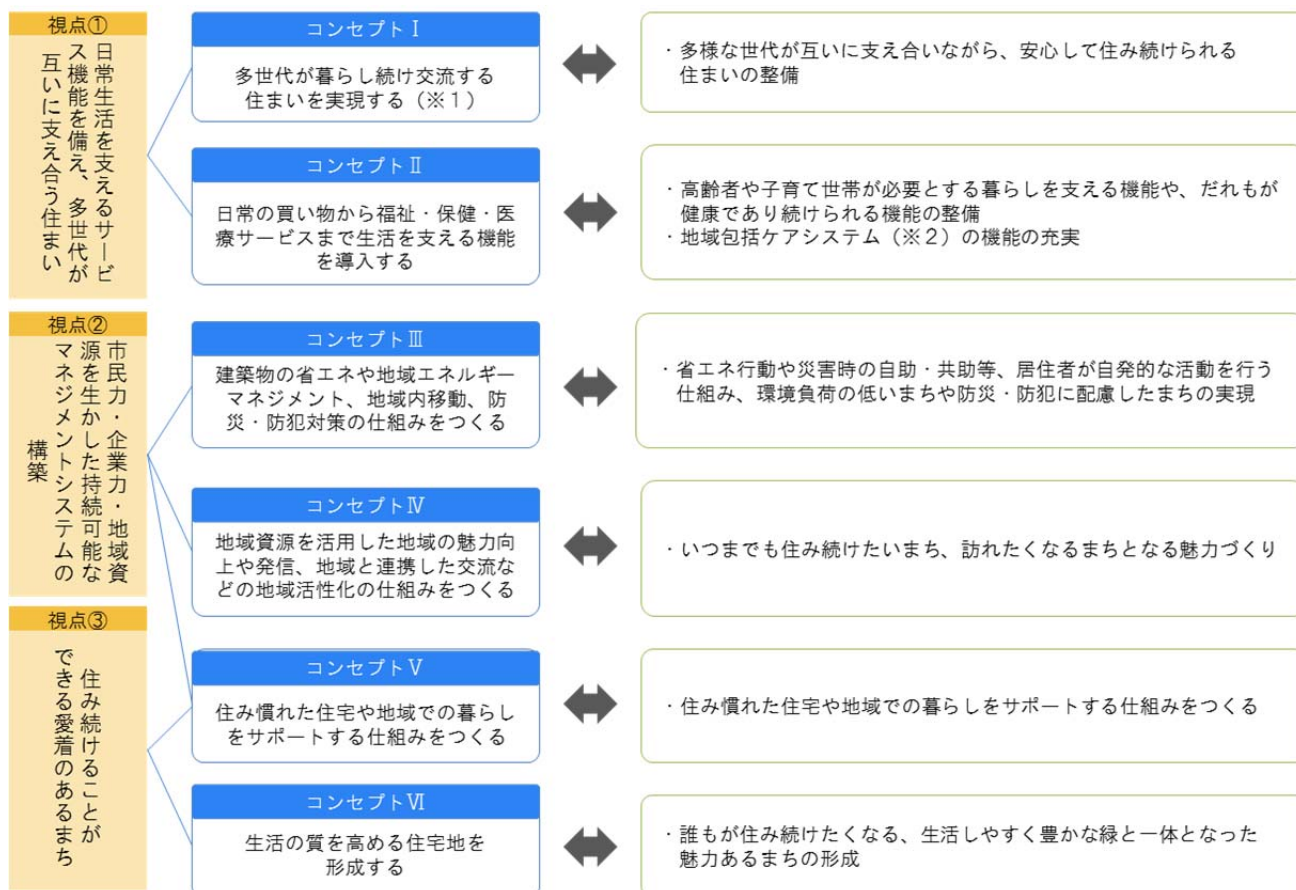 視点①
日常生活を支えるサービ
ス機能を備え、多世代が
互いに支え合う住まい
コンセプトⅠ
多世代が暮らし続け交流する
住まいを実現する（※１）
・多様な世代が互いに支え合いながら、安心して住み続けられる
住まいの整備
コンセプトⅡ
日常の買い物から福祉・保健・医
療サービスまで生活を支える機能
を導入する
・高齢者や子育て世帯が必要とする暮らしを支える機能や、だれもが
健康であり続けられる機能の整備
・地域包括ケアシステム（※２）の機能の充実
視点②
市民力・企業力・地域資
源を生かした持続可能な
マネジメントシステムの
構築
コンセプトⅢ
建築物の省エネや地域エネルギー
マネジメント、地域内移動、防
災・防犯対策の仕組みをつくる
・省エネ行動や災害時の自助・共助等、居住者が自発的な活動を行う
仕組み、環境負荷の低いまちや防災・防犯に配慮したまちの実現
コンセプトⅣ
地域資源を活用した地域の魅力向
上や発信、地域と連携した交流な
どの地域活性化の仕組みをつくる
・いつまでも住み続けたいまち、訪れたくなるまちとなる魅力づくり
視点③
住み続けることが
できる愛着のあるまち
コンセプトⅤ
住み慣れた住宅や地域での暮らし
をサポートする仕組みをつくる
・住み慣れた住宅や地域での暮らしをサポートする仕組みをつくる
コンセプトⅥ
生活の質を高める住宅地を
形成する
・誰もが住み続けたくなる、生活しやすく豊かな緑と一体となった
魅力あるまちの形成